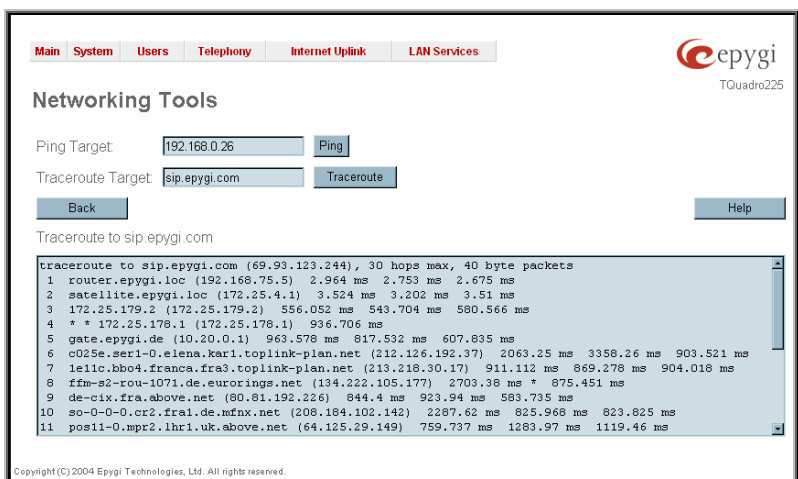 Main System Users Telephony Internet Uplink LAN Services
epygi
TQuadro225
Networking Tools
Ping Target: 192.168.0.26 Ping
Traceroute Target: sip.epygi.com Traceroute
Back Help
Traceroute to sip.epygi.com
traceroute to sip.epygi.com (69.93.123.244), 30 hops max, 40 byte packets
1 router.epygi.loc (192.168.75.5) 2.964 ms 2.753 ms 2.675 ms
2 satellite.epygi.loc (172.25.4.1) 3.524 ms 3.202 ms 3.51 ms
3 172.25.179.2 (172.25.179.2) 556.052 ms 543.704 ms 580.566 ms
4 * * 172.25.178.1 (172.25.178.1) 936.706 ms
5 gate.epygi.de (10.20.0.1) 963.578 ms 817.532 ms 607.835 ms
6 c025e.ser1-0.elena.kar1.toplink-plan.net (212.126.192.37) 2063.25 ms 3358.26 ms 903.521 ms
7 1e11c.bbo4.franca.fra3.toplink-plan.net (213.218.30.17) 911.112 ms 869.278 ms 904.018 ms
8 ffm-s2-rou-1071.de.eurorings.net (134.222.105.177) 2703.38 ms * 875.451 ms
9 de-cix.fra.above.net (80.81.192.226) 844.4 ms 923.94 ms 583.735 ms
10 so-0-0-0.cr2.fra1.de.mfnx.net (208.184.102.142) 2287.62 ms 825.968 ms 823.825 ms
11 pos11-0.mpr2.lhr1.uk.above.net (64.125.29.149) 759.737 ms 1283.97 ms 1119.46 ms
Copyright (C) 2004 Epygi Technologies, Ltd. All rights reserved.